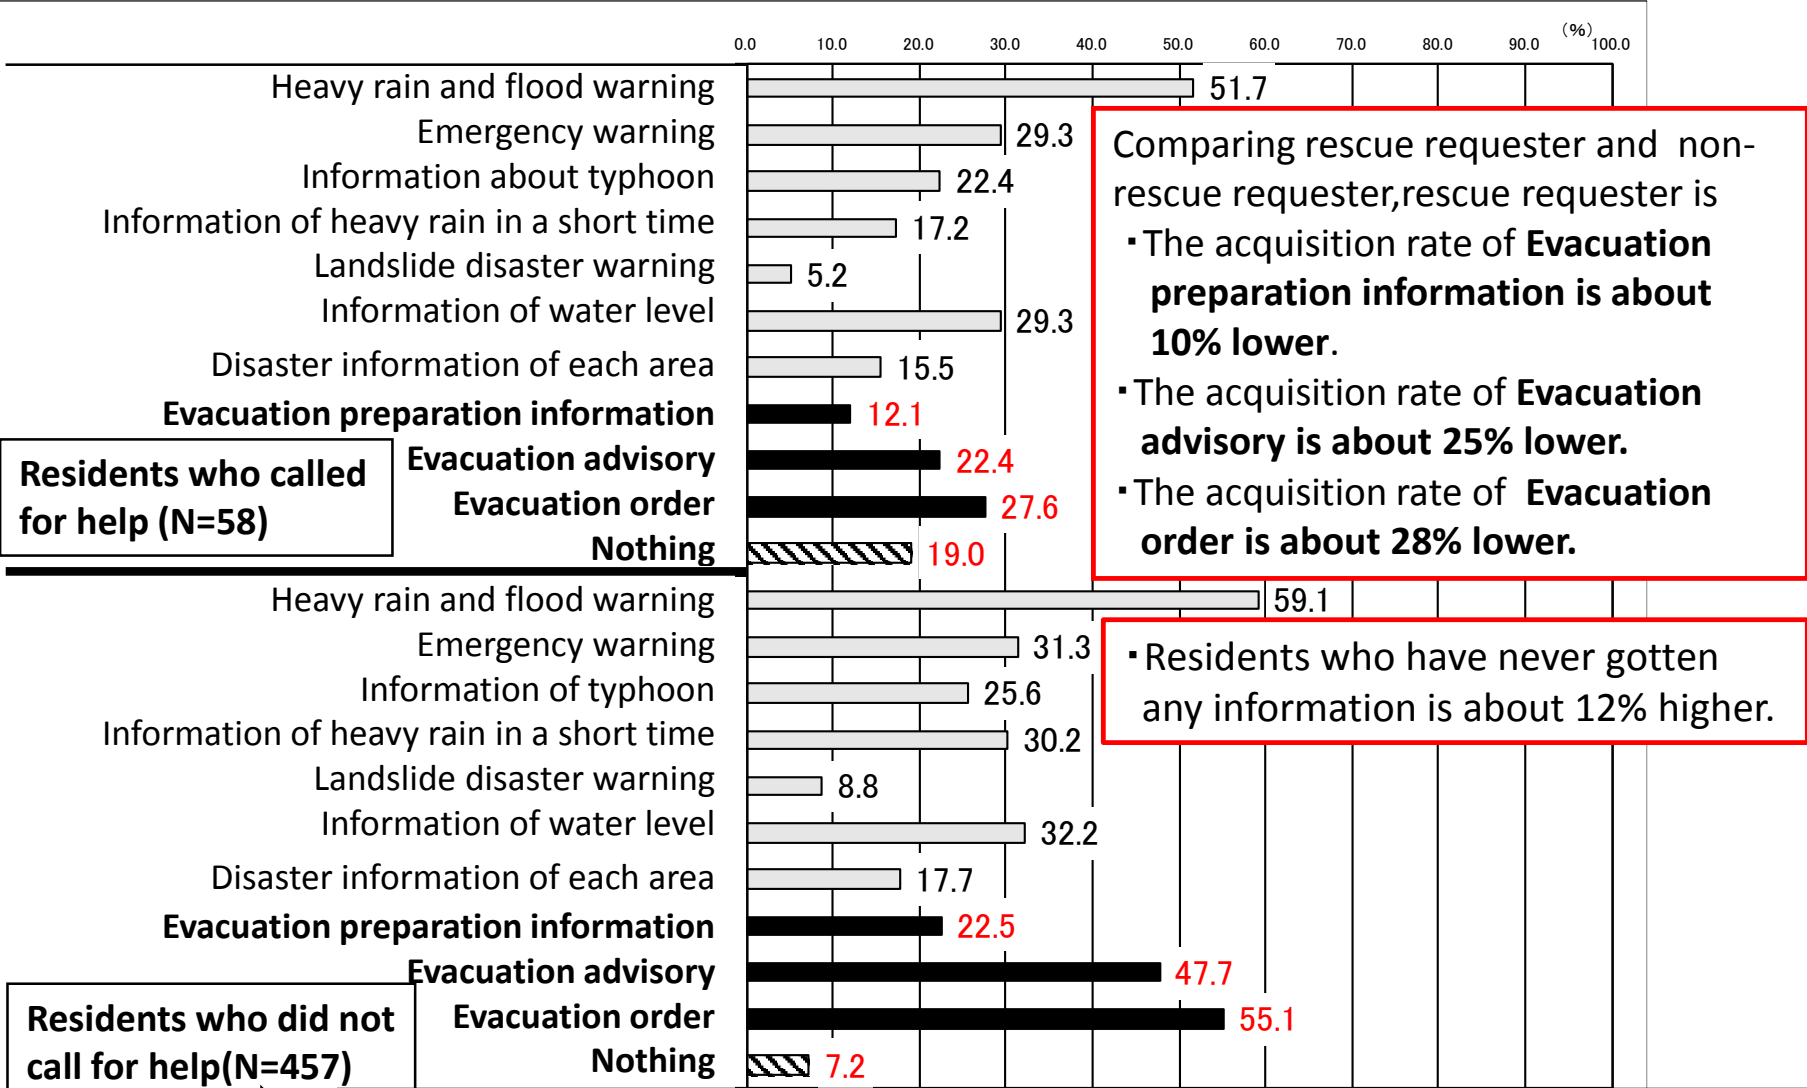 (%)
0.0 10.0 20.0 30.0 40.0 50.0 60.0 70.0 80.0 90.0 100.0
Heavy rain and flood warning 51.7
Emergency warning 29.3
Information about typhoon 22.4
Information of heavy rain in a short time 17.2
Landslide disaster warning 5.2
Information of water level 29.3
Disaster information of each area 15.5
Evacuation preparation information 12.1
Evacuation advisory 22.4
Evacuation order 27.6
Nothing 19.0
Residents who called
for help (N=58)
Comparing rescue requester and non-
rescue requester,rescue requester is
・The acquisition rate of Evacuation
preparation information is about
10% lower.
・The acquisition rate of Evacuation
advisory is about 25% lower.
・The acquisition rate of Evacuation
order is about 28% lower.
Heavy rain and flood warning 59.1
Emergency warning 31.3
Information of typhoon 25.6
Information of heavy rain in a short time 30.2
Landslide disaster warning 8.8
Information of water level 32.2
Disaster information of each area 17.7
Evacuation preparation information 22.5
Evacuation advisory 47.7
Evacuation order 55.1
Nothing 7.2
Residents who did not
call for help(N=457)
・Residents who have never gotten
any information is about 12% higher.